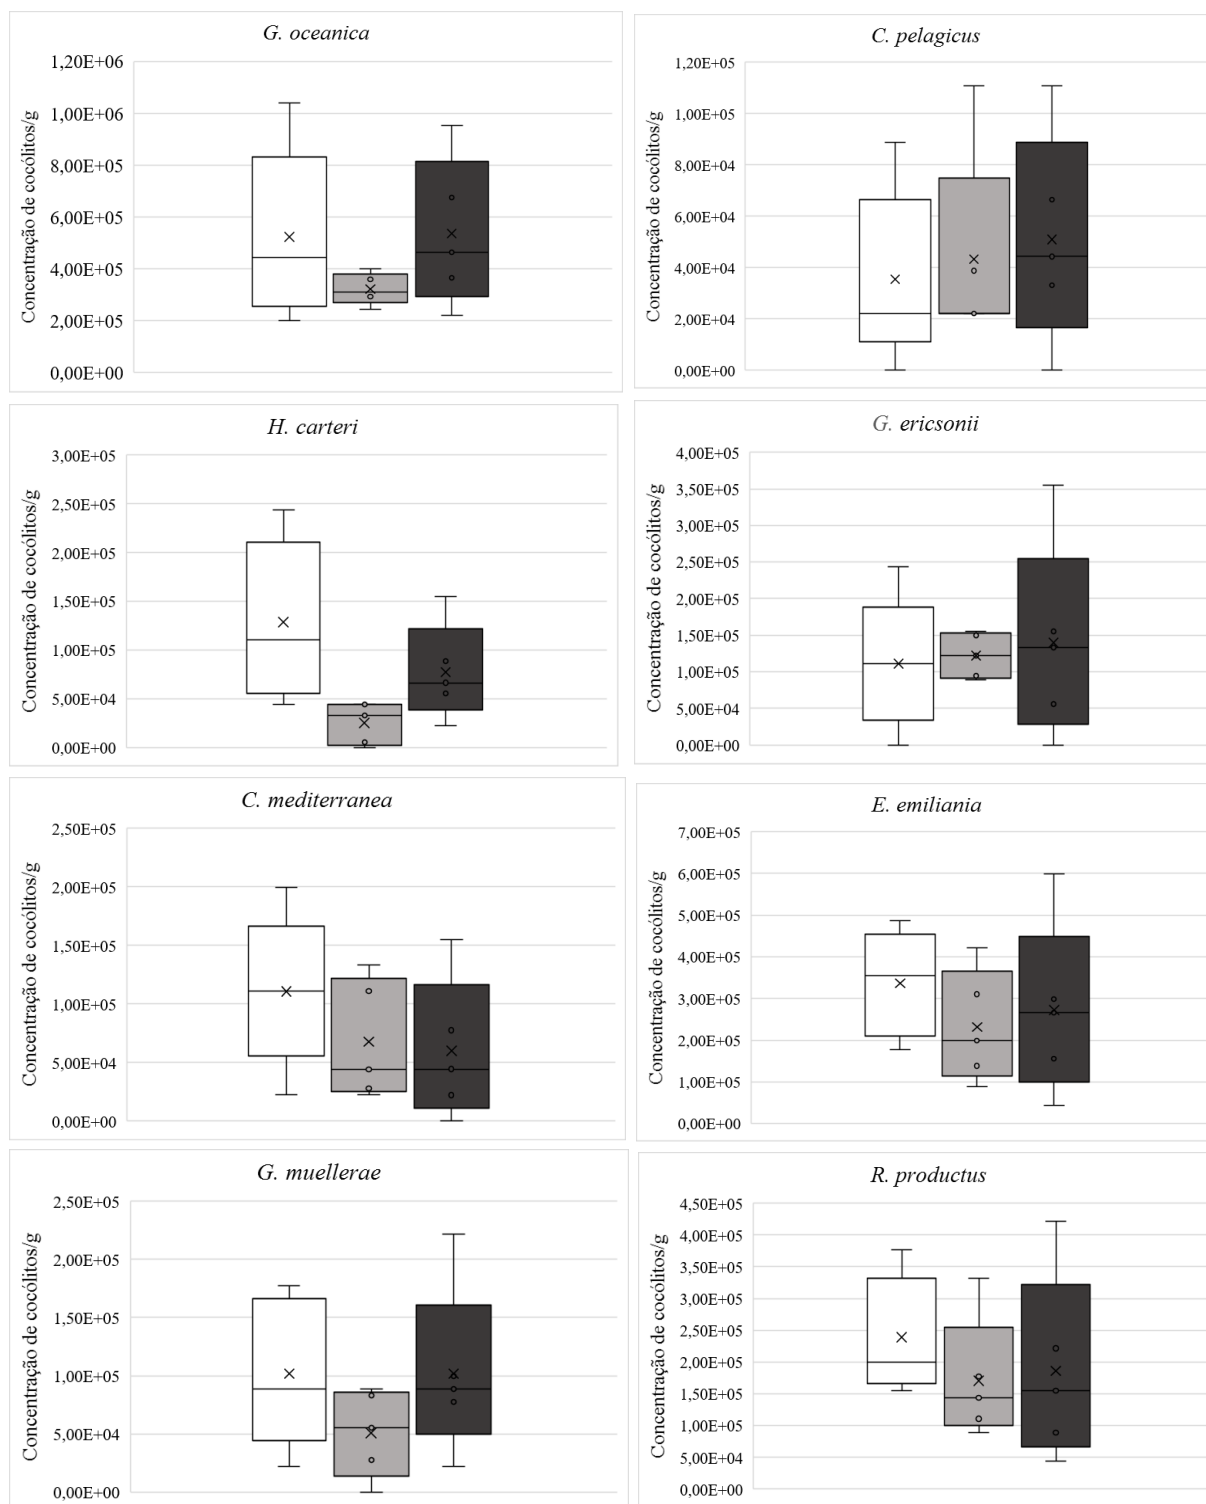 G. oceanica
1,20E+06
1,00E+06
8,00E+05
6,00E+05
4,00E+05
2,00E+05
0,00E+00
Concentração de cocólitos/g
C. pelagicus
1,20E+05
1,00E+05
8,00E+04
6,00E+04
4,00E+04
2,00E+04
0,00E+00
Concentração de cocólitos/g
H. carteri
3,00E+05
2,50E+05
2,00E+05
1,50E+05
1,00E+05
5,00E+04
0,00E+00
Concentração de cocólitos/g
G. ericsonii
4,00E+05
3,50E+05
3,00E+05
2,50E+05
2,00E+05
1,50E+05
1,00E+05
5,00E+04
0,00E+00
Concentração de cocólitos/g
C. mediterranea
2,50E+05
2,00E+05
1,50E+05
1,00E+05
5,00E+04
0,00E+00
Concentração de cocólitos/g
E. emiliania
7,00E+05
6,00E+05
5,00E+05
4,00E+05
3,00E+05
2,00E+05
1,00E+05
0,00E+00
Concentração de cocólitos/g
G. muellerae
2,50E+05
2,00E+05
1,50E+05
1,00E+05
5,00E+04
0,00E+00
Concentração de cocólitos/g
R. productus
4,50E+05
4,00E+05
3,50E+05
3,00E+05
2,50E+05
2,00E+05
1,50E+05
1,00E+05
5,00E+04
0,00E+00
Concentração de cocólitos/g